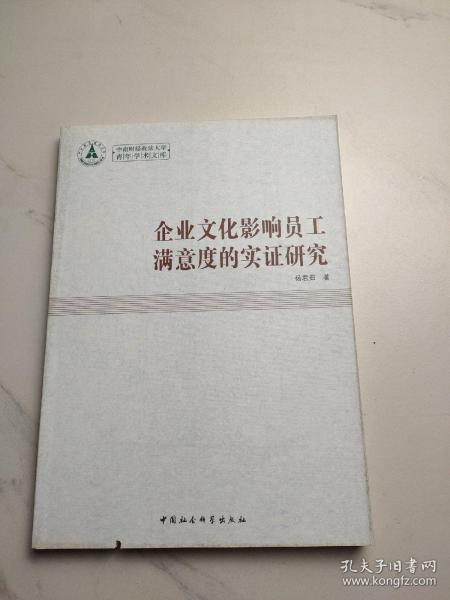 中南财经政法大学
青年学术文库
企业文化影响员工
满意度的实证研究
杨君茹 著
中国社会科学出版社
孔夫子旧书网
www.kongfz.com